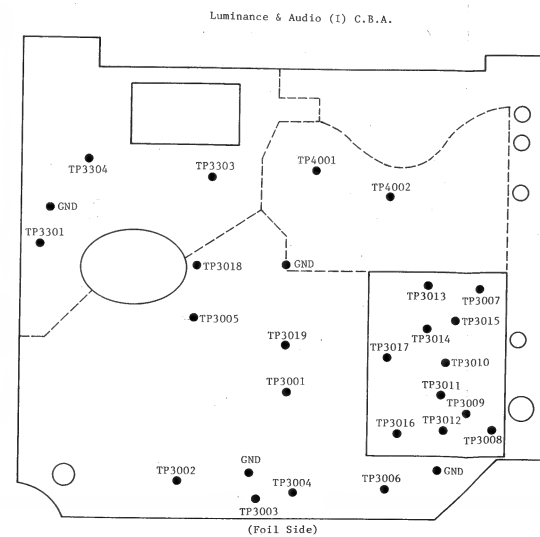 Luminance & Audio (I) C.B.A.
TP3304
TP3303
TP4001
TP4002
GND
TP3301
TP3018
GND
TP3013
TP3007
TP3005
TP3015
TP3014
TP3019
TP3017
TP3010
TP3001
TP3011
TP3009
TP3016
TP3012
TP3008
GND
TP3002
TP3004
TP3006
GND
TP3003
(Foil Side)